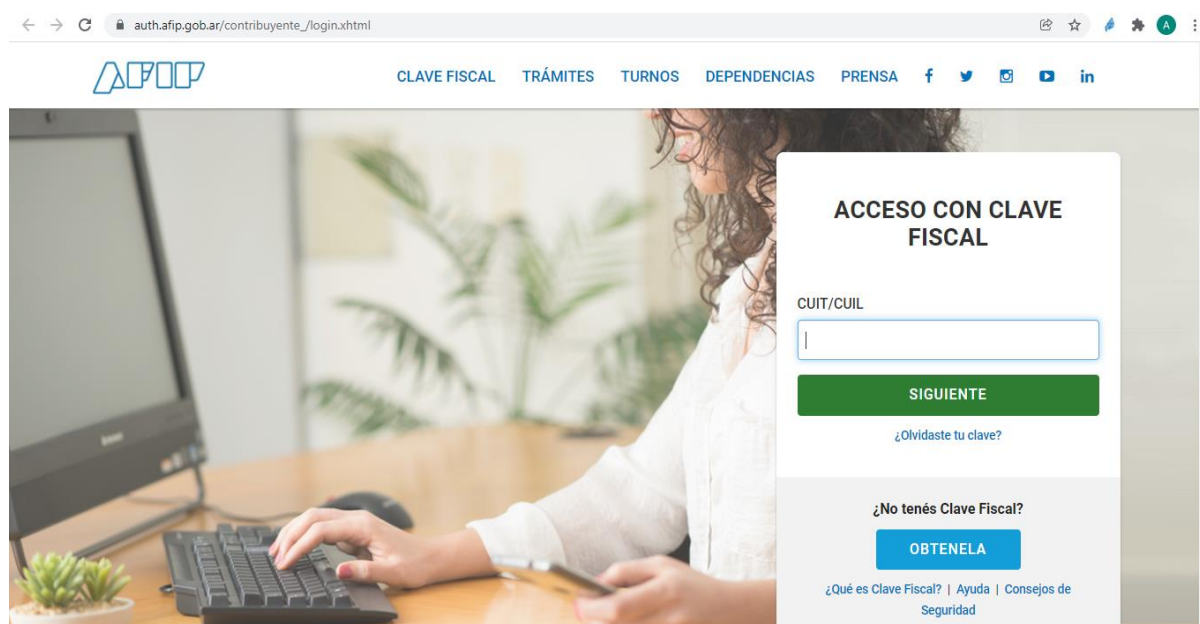 auth.afip.gob.ar/contribuyente_/login.xhtml
A
AFIP
CLAVE FISCAL TRÁMITES TURNOS DEPENDENCIAS PRENSA f in
ACCESO CON CLAVE
FISCAL
CUIT/CUIL
SIGUIENTE
¿Olvidaste tu clave?
¿No tenés Clave Fiscal?
OBTENELA
¿Qué es Clave Fiscal? | Ayuda | Consejos de
Seguridad